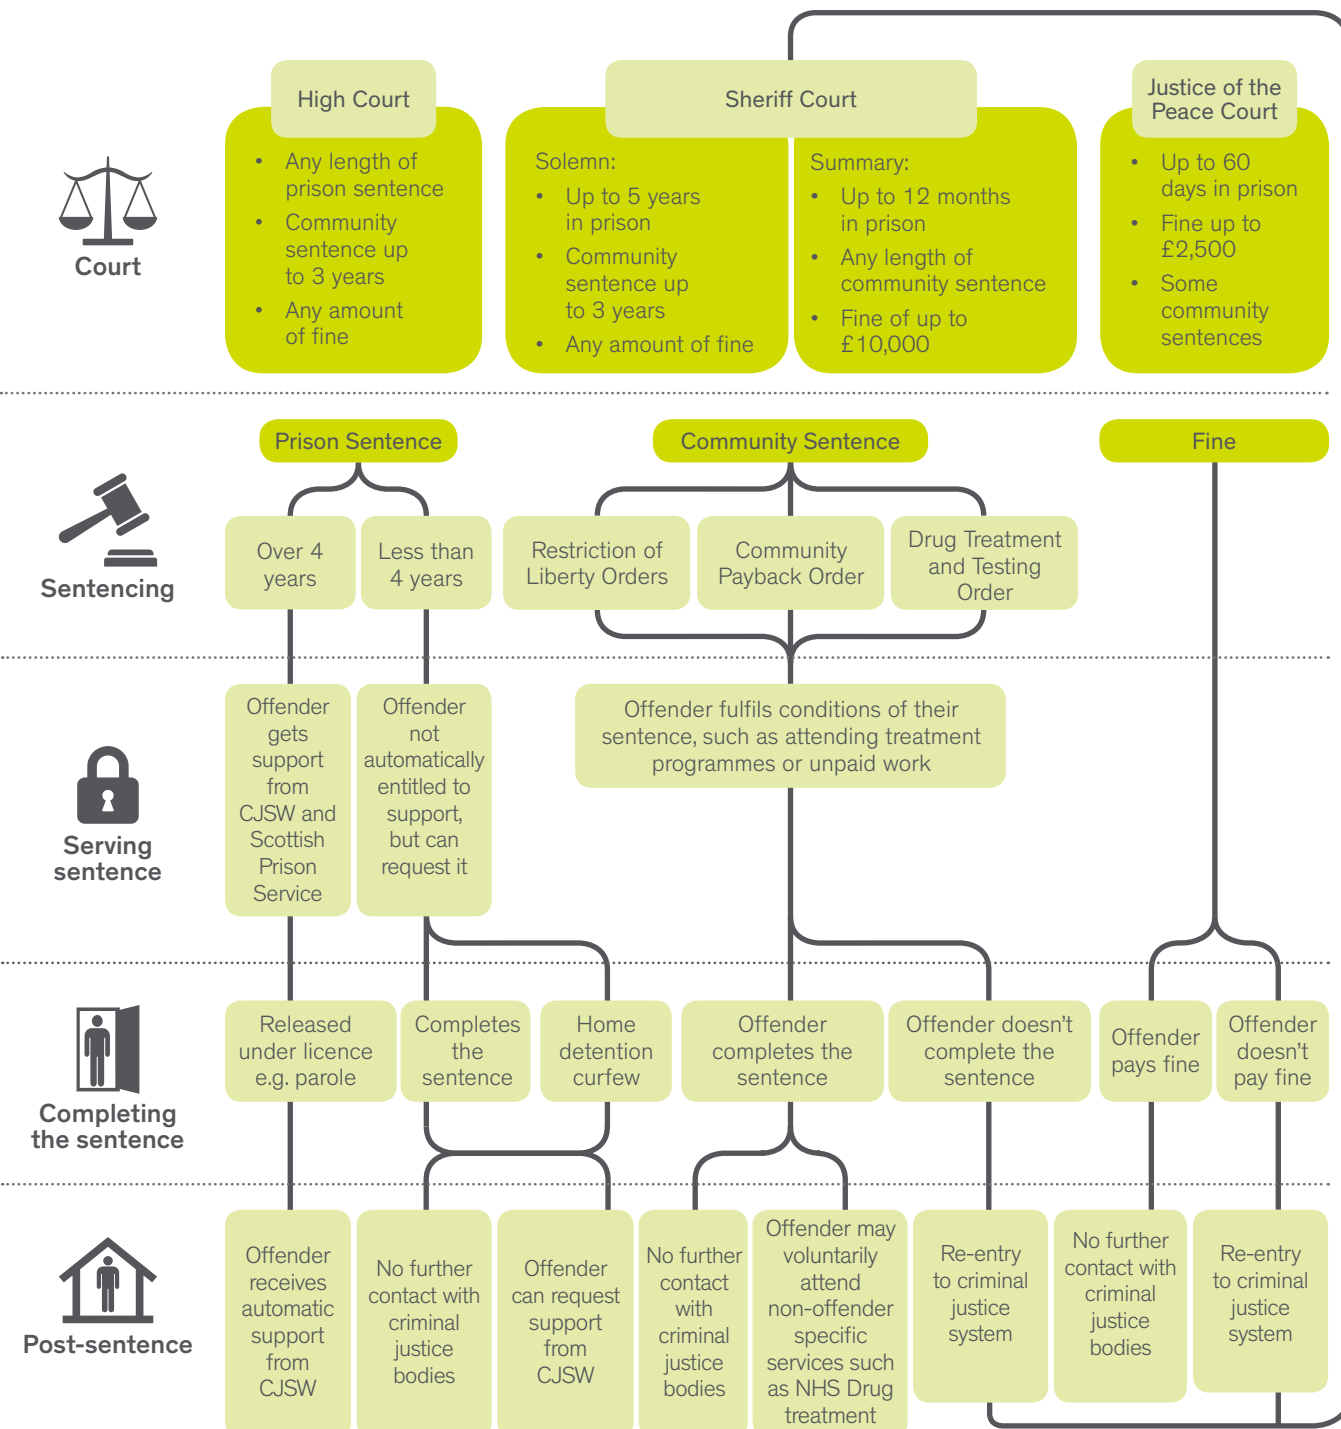 High Court
• Any length of
prison sentence
• Community
sentence up
to 3 years
• Any amount
of fine
Sheriff Court
Solemn:
• Up to 5 years
in prison
• Community
sentence up
to 3 years
• Any amount of fine
Summary:
• Up to 12 months
in prison
• Any length of
community sentence
• Fine of up to
£10,000
Justice of the
Peace Court
• Up to 60
days in prison
• Fine up to
£2,500
• Some
community
sentences
Court
Prison Sentence
Community Sentence
Fine
Over 4
years
Less than
4 years
Restriction of
Liberty Orders
Community
Payback Order
Drug Treatment
and Testing
Order
Sentencing
Offender
gets
support
from
CJSW and
Scottish
Prison
Service
Offender
not
automatically
entitled to
support,
but can
request it
Offender fulfils conditions of their
sentence, such as attending treatment
programmes or unpaid work
Serving
sentence
Released
under licence
e.g. parole
Completes
the
sentence
Home
detention
curfew
Offender
completes the
sentence
Offender doesn't
complete the
sentence
Offender
pays fine
Offender
doesn't
pay fine
Completing
the sentence
Offender
receives
automatic
support
from
CJSW
No further
contact with
criminal
justice
bodies
Offender
can request
support
from
CJSW
No further
contact
with
criminal
justice
bodies
Offender may
voluntarily
attend
non-offender
specific
services such
as NHS Drug
treatment
Re-entry
to criminal
justice
system
No further
contact with
criminal
justice
bodies
Re-entry
to criminal
justice
system
Post-sentence